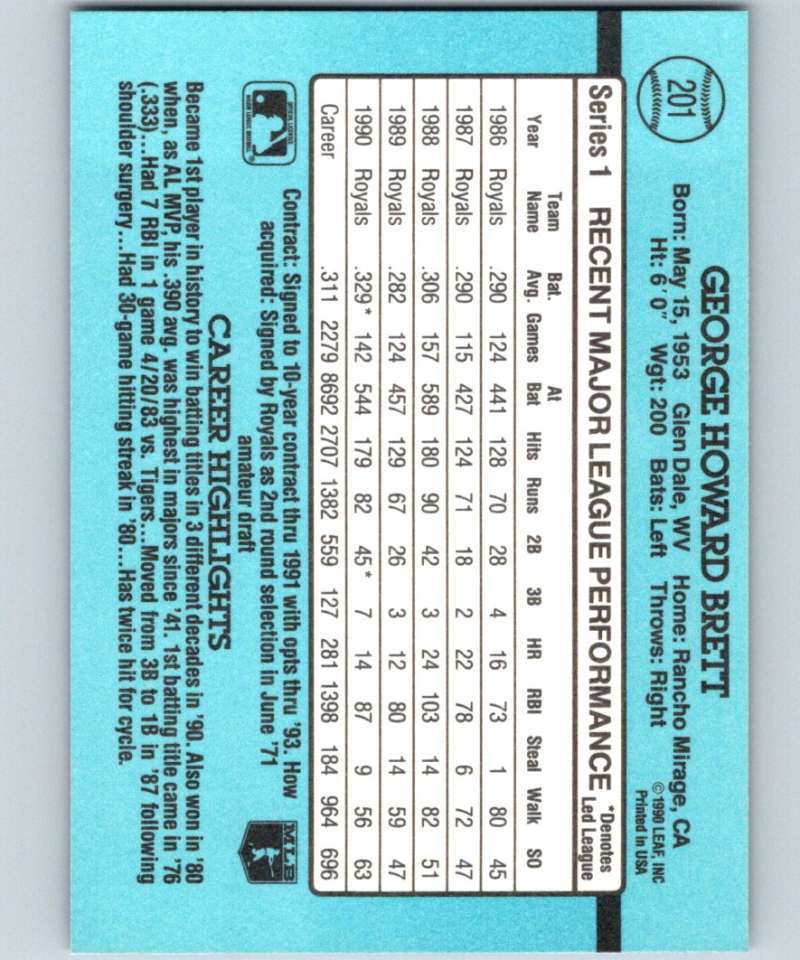 201
GEORGE HOWARD BRETT
Born: May 15, 1953 Glen Dale, WV Home: Rancho Mirage, CA
Ht: 6' 0" Wgt: 200 Bats: Left Throws: Right
© 1990 LEAF, INC
Printed in USA
Series 1 RECENT MAJOR LEAGUE PERFORMANCE
*Denotes
Led League
Year Team Name Bat. Avg. Games At Bat Hits Runs 2B 3B HR RBI Steal Walk SO
1986 Royals .290 124 441 128 70 28 4 16 73 1 80 45
1987 Royals .290 115 427 124 71 18 2 22 78 6 72 47
1988 Royals .306 157 589 180 90 42 3 24 103 14 82 51
1989 Royals .282 124 457 129 67 26 3 12 80 14 59 47
1990 Royals .329* 142 544 179 82 45* 7 14 87 9 56 63
Career .311 2279 8692 2707 1382 559 127 281 1398 184 964 696
OFFICIAL LICENSEE
MAJOR LEAGUE BASEBALL
Contract: Signed to 10-year contract thru 1991 with opts thru '93. How
acquired: Signed by Royals as 2nd round selection in June '71
amateur draft
MLB
CAREER HIGHLIGHTS
Became 1st player in history to win batting titles in 3 different decades in '90. Also won in '80
when, as AL MVP, his .390 avg. was highest in majors since '41. 1st batting title came in '76
(.333)...Had 7 RBI in 1 game 4/20/83 vs. Tigers...Moved from 3B to 1B in '87 following
shoulder surgery...Had 30-game hitting streak in '80...Has twice hit for cycle.